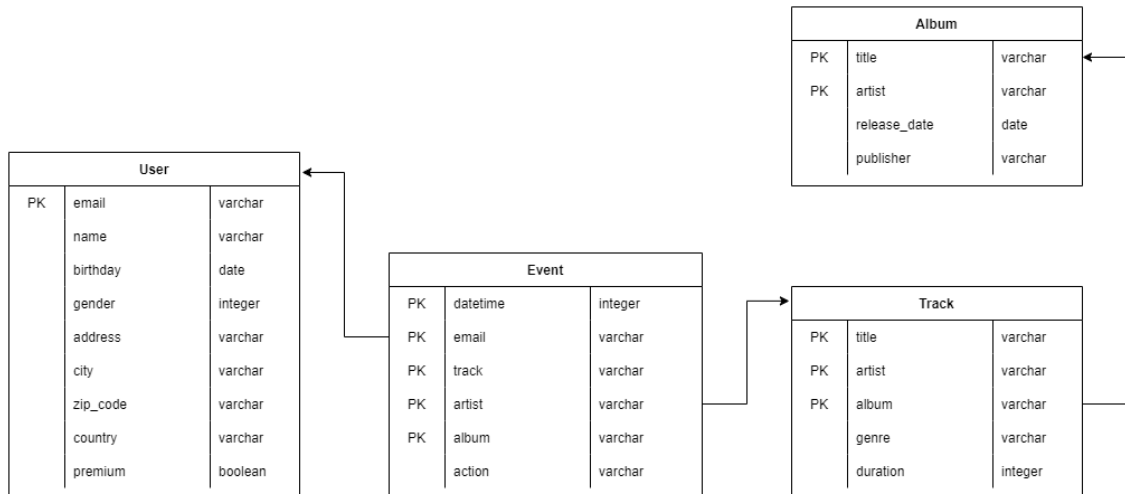 Album
PK title varchar
PK artist varchar
release_date date
publisher varchar
User
PK email varchar
name varchar
birthday date
gender integer
address varchar
city varchar
zip_code varchar
country varchar
premium boolean
Event
PK datetime integer
PK email varchar
PK track varchar
PK artist varchar
PK album varchar
action varchar
Track
PK title varchar
PK artist varchar
PK album varchar
genre varchar
duration integer